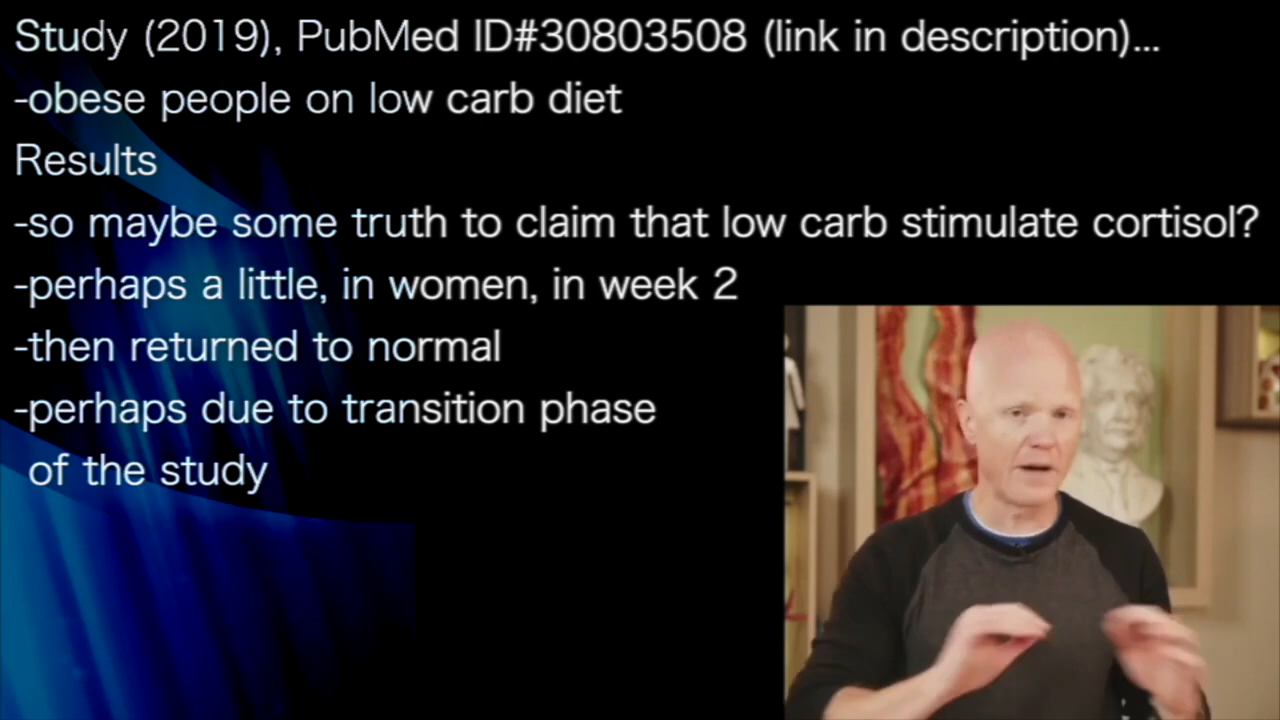 Study (2019), PubMed ID#30803508 (link in description)...
-obese people on low carb diet
Results
-so maybe some truth to claim that low carb stimulate cortisol?
-perhaps a little, in women, in week 2
-then returned to normal
-perhaps due to transition phase
of the study